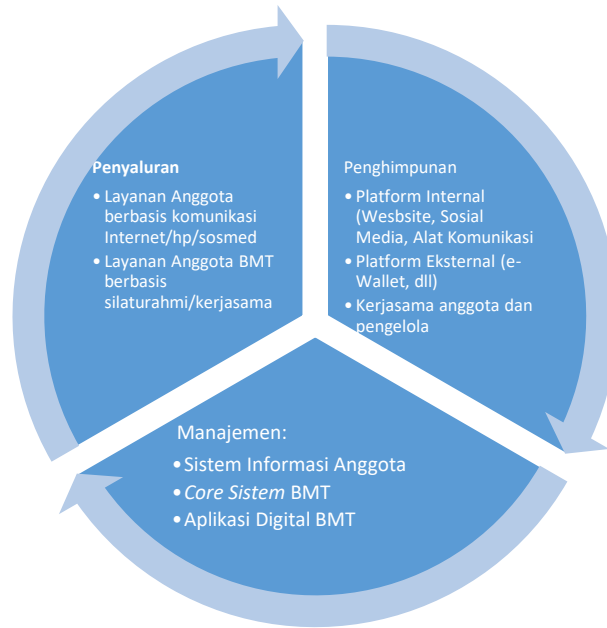 Penyaluran
• Layanan Anggota
berbasis komunikasi
Internet/hp/sosmed
• Layanan Anggota BMT
berbasis
silaturahmi/kerjasama
Penghimpunan
• Platform Internal
(Wesbsite, Sosial
Media, Alat Komunikasi
• Platform Eksternal (e-
Wallet, dll)
• Kerjasama anggota dan
pengelola
Manajemen:
• Sistem Informasi Anggota
• Core Sistem BMT
• Aplikasi Digital BMT